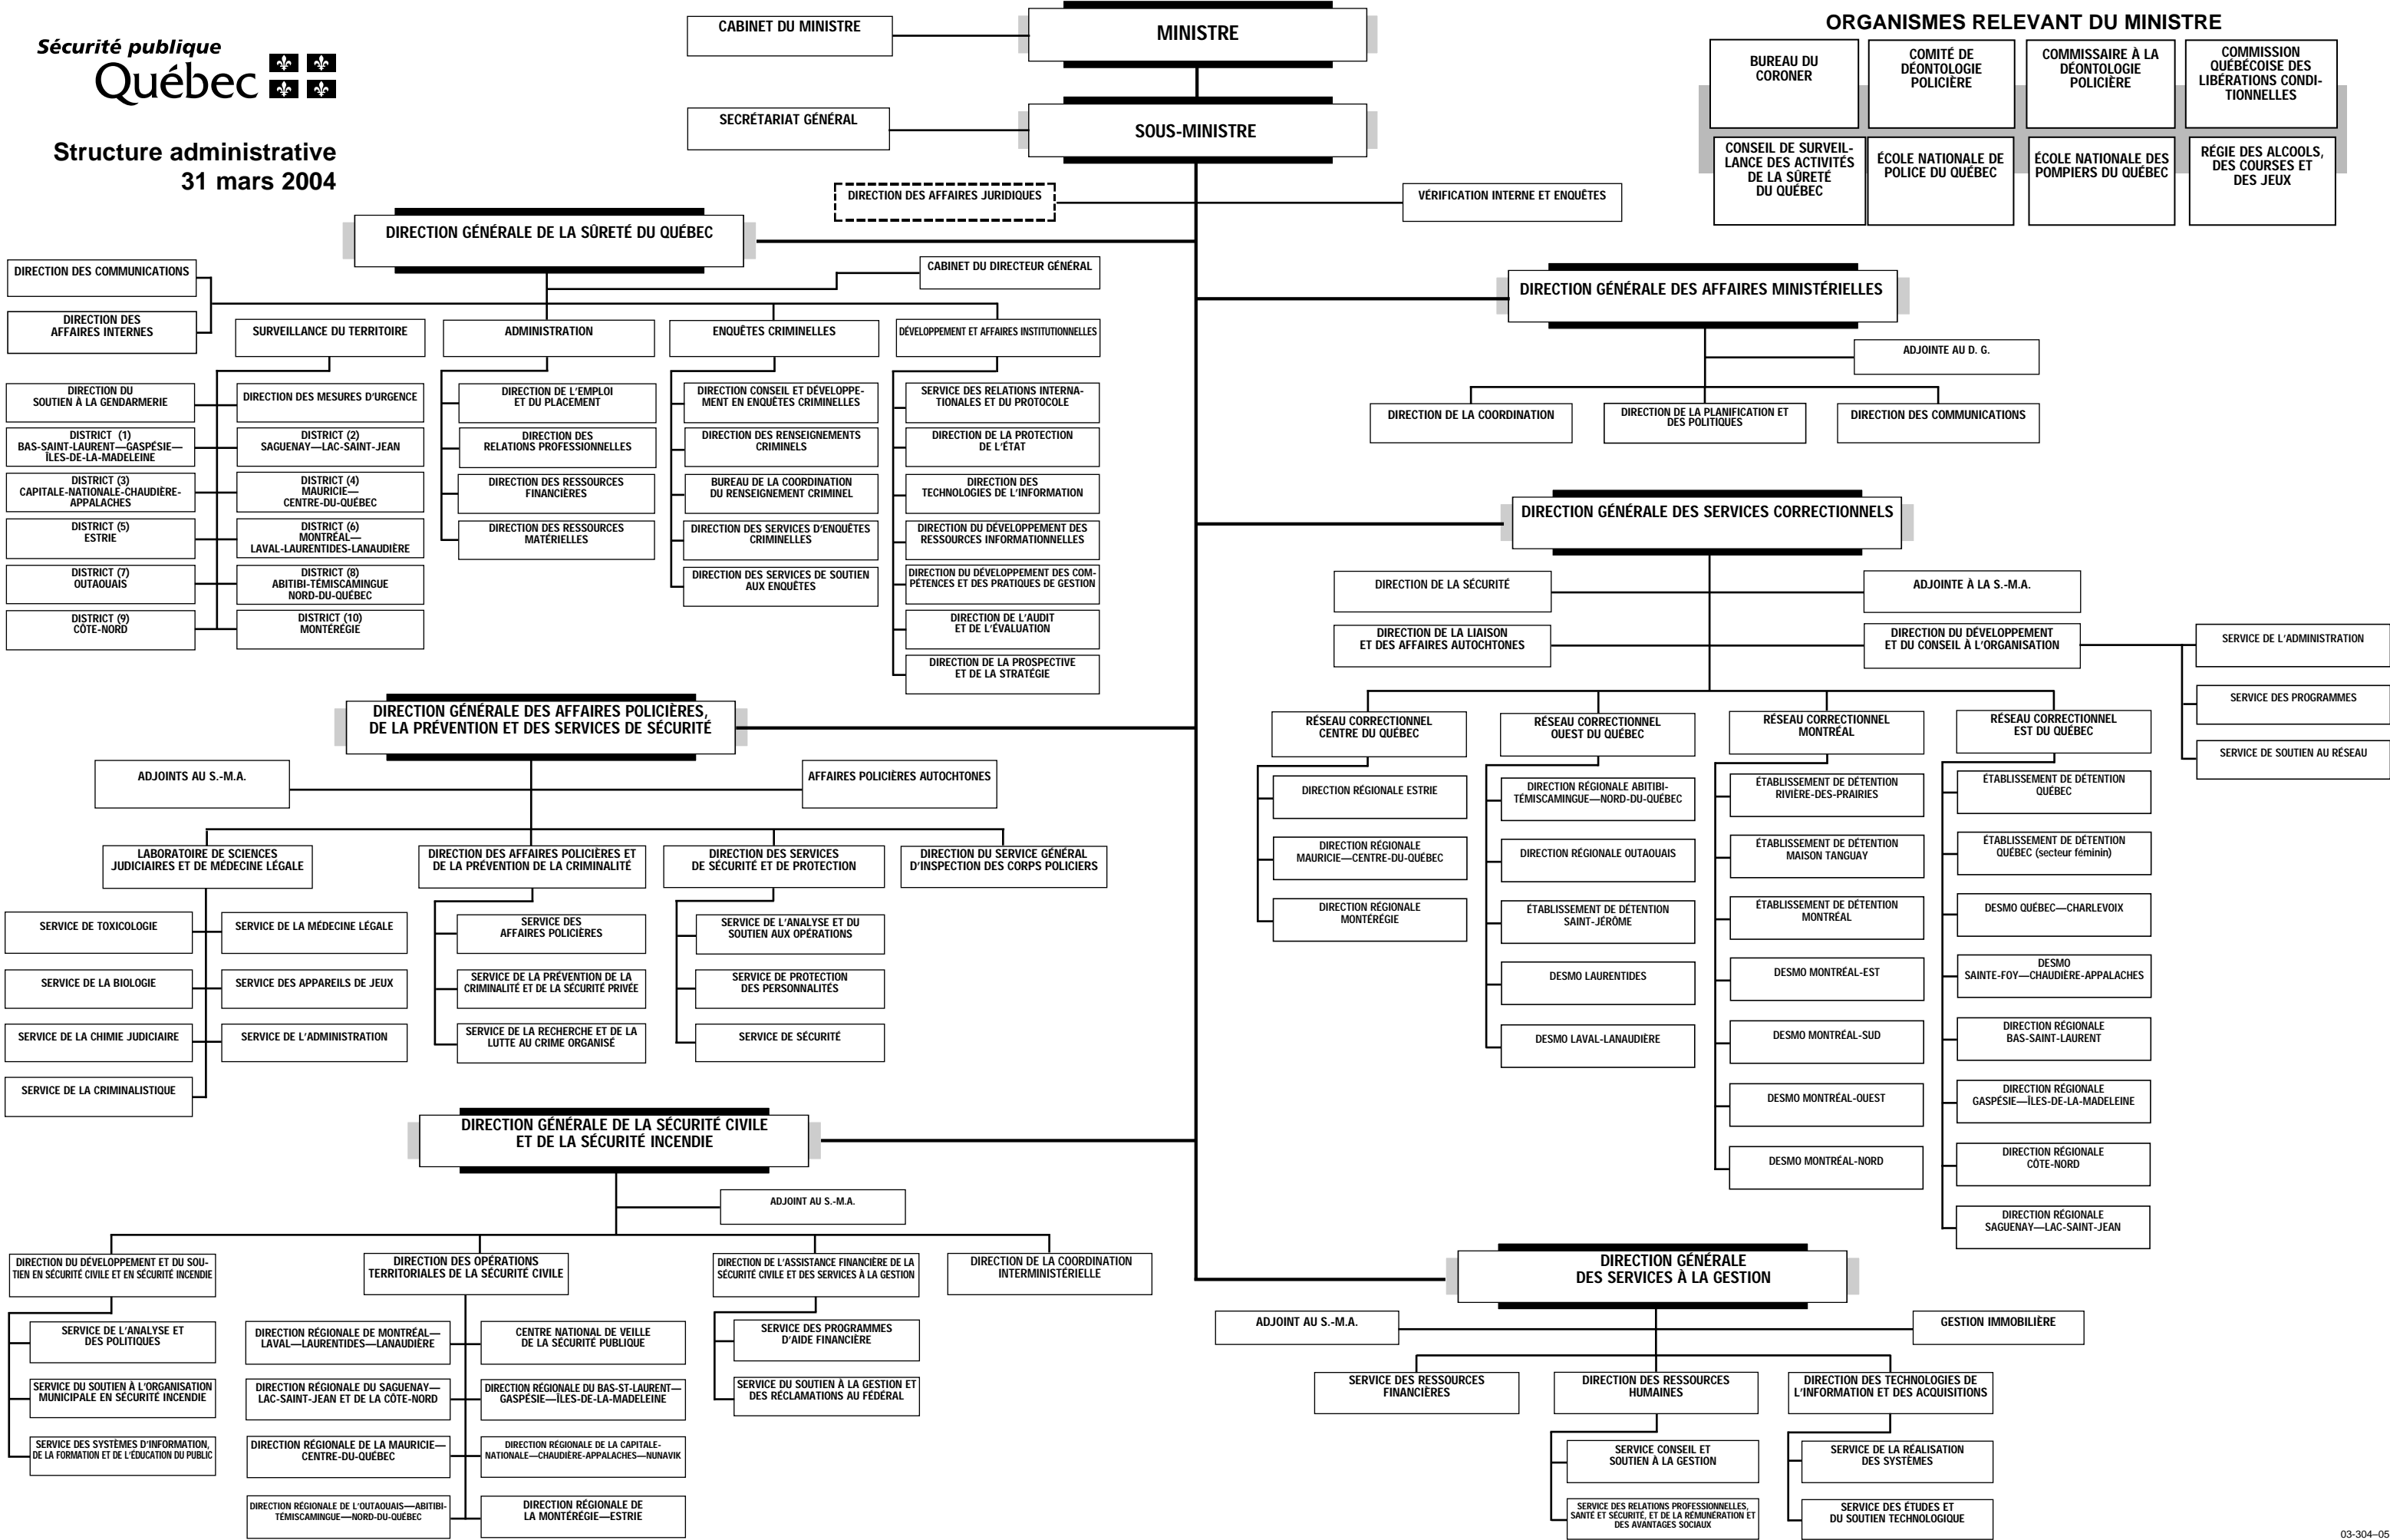 Sécurité publique
Québec
Structure administrative
31 mars 2004
CABINET DU MINISTRE
MINISTRE
SECRÉTARIAT GÉNÉRAL
SOUS-MINISTRE
DIRECTION DES AFFAIRES JURIDIQUES
VÉRIFICATION INTERNE ET ENQUÊTES
ORGANISMES RELEVANT DU MINISTRE
BUREAU DU
CORONER
COMITÉ DE
DÉONTOLOGIE
POLICIÈRE
COMMISSAIRE À LA
DÉONTOLOGIE
POLICIÈRE
COMMISSION
QUÉBÉCOISE DES
LIBÉRATIONS CONDI-
TIONNELLES
CONSEIL DE SURVEIL-
LANCE DES ACTIVITÉS
DE LA SÛRETÉ
DU QUÉBEC
ÉCOLE NATIONALE DE
POLICE DU QUÉBEC
ÉCOLE NATIONALE DES
POMPIERS DU QUÉBEC
RÉGIE DES ALCOOLS,
DES COURSES ET
DES JEUX
DIRECTION GÉNÉRALE DE LA SÛRETÉ DU QUÉBEC
DIRECTION DES COMMUNICATIONS
CABINET DU DIRECTEUR GÉNÉRAL
DIRECTION DES
AFFAIRES INTERNES
SURVEILLANCE DU TERRITOIRE
ADMINISTRATION
ENQUÊTES CRIMINELLES
DÉVELOPPEMENT ET AFFAIRES INSTITUTIONNELLES
DIRECTION DU
SOUTIEN À LA GENDARMERIE
DIRECTION DES MESURES D'URGENCE
DISTRICT (1)
BAS-SAINT-LAURENT—GASPÉSIE—
ÎLES-DE-LA-MADELEINE
DISTRICT (2)
SAGUENAY—LAC-SAINT-JEAN
DISTRICT (3)
CAPITALE-NATIONALE-CHAUDIÈRE-
APPALACHES
DISTRICT (4)
MAURICIE—
CENTRE-DU-QUÉBEC
DISTRICT (5)
ESTRIE
DISTRICT (6)
MONTRÉAL—
LAVAL-LAURENTIDES-LANAUDIÈRE
DISTRICT (7)
OUTAOUAIS
DISTRICT (8)
ABITIBI-TÉMISCAMINGUE
NORD-DU-QUÉBEC
DISTRICT (9)
CÔTE-NORD
DISTRICT (10)
MONTÉRÉGIE
DIRECTION DE L'EMPLOI
ET DU PLACEMENT
DIRECTION DES
RELATIONS PROFESSIONNELLES
DIRECTION DES RESSOURCES
FINANCIÈRES
DIRECTION DES RESSOURCES
MATÉRIELLES
DIRECTION CONSEIL ET DÉVELOPPE-
MENT EN ENQUÊTES CRIMINELLES
DIRECTION DES RENSEIGNEMENTS
CRIMINELS
BUREAU DE LA COORDINATION
DU RENSEIGNEMENT CRIMINEL
DIRECTION DES SERVICES D'ENQUÊTES
CRIMINELLES
DIRECTION DES SERVICES DE SOUTIEN
AUX ENQUÊTES
SERVICE DES RELATIONS INTERNA-
TIONALES ET DU PROTOCOLE
DIRECTION DE LA PROTECTION
DE L'ÉTAT
DIRECTION DES
TECHNOLOGIES DE L'INFORMATION
DIRECTION DU DÉVELOPPEMENT DES
RESSOURCES INFORMATIONNELLES
DIRECTION DU DÉVELOPPEMENT DES COM-
PÉTENCES ET DES PRATIQUES DE GESTION
DIRECTION DE L'AUDIT
ET DE L'ÉVALUATION
DIRECTION DE LA PROSPECTIVE
ET DE LA STRATÉGIE
DIRECTION GÉNÉRALE DES AFFAIRES MINISTÉRIELLES
ADJOINTE AU D. G.
DIRECTION DE LA COORDINATION
DIRECTION DE LA PLANIFICATION ET
DES POLITIQUES
DIRECTION DES COMMUNICATIONS
DIRECTION GÉNÉRALE DES SERVICES CORRECTIONNELS
DIRECTION DE LA SÉCURITÉ
ADJOINTE À LA S.-M.A.
DIRECTION DE LA LIAISON
ET DES AFFAIRES AUTOCHTONES
DIRECTION DU DÉVELOPPEMENT
ET DU CONSEIL À L'ORGANISATION
SERVICE DE L'ADMINISTRATION
SERVICE DES PROGRAMMES
SERVICE DE SOUTIEN AU RÉSEAU
RÉSEAU CORRECTIONNEL
CENTRE DU QUÉBEC
DIRECTION RÉGIONALE ESTRIE
DIRECTION RÉGIONALE
MAURICIE—CENTRE-DU-QUÉBEC
DIRECTION RÉGIONALE
MONTÉRÉGIE
RÉSEAU CORRECTIONNEL
OUEST DU QUÉBEC
DIRECTION RÉGIONALE ABITIBI-
TÉMISCAMINGUE—NORD-DU-QUÉBEC
DIRECTION RÉGIONALE OUTAOUAIS
ÉTABLISSEMENT DE DÉTENTION
SAINT-JÉRÔME
DESMO LAURENTIDES
DESMO LAVAL-LANAUDIÈRE
RÉSEAU CORRECTIONNEL
MONTRÉAL
ÉTABLISSEMENT DE DÉTENTION
RIVIÈRE-DES-PRAIRIES
ÉTABLISSEMENT DE DÉTENTION
MAISON TANGUAY
ÉTABLISSEMENT DE DÉTENTION
MONTRÉAL
DESMO MONTRÉAL-EST
DESMO MONTRÉAL-SUD
DESMO MONTRÉAL-OUEST
DESMO MONTRÉAL-NORD
RÉSEAU CORRECTIONNEL
EST DU QUÉBEC
ÉTABLISSEMENT DE DÉTENTION
QUÉBEC
ÉTABLISSEMENT DE DÉTENTION
QUÉBEC (secteur féminin)
DESMO QUÉBEC—CHARLEVOIX
DESMO
SAINTE-FOY—CHAUDIÈRE-APPALACHES
DIRECTION RÉGIONALE
BAS-SAINT-LAURENT
DIRECTION RÉGIONALE
GASPÉSIE—ÎLES-DE-LA-MADELEINE
DIRECTION RÉGIONALE
CÔTE-NORD
DIRECTION RÉGIONALE
SAGUENAY—LAC-SAINT-JEAN
DIRECTION GÉNÉRALE DES AFFAIRES POLICIÈRES,
DE LA PRÉVENTION ET DES SERVICES DE SÉCURITÉ
ADJOINTS AU S.-M.A.
AFFAIRES POLICIÈRES AUTOCHTONES
LABORATOIRE DE SCIENCES
JUDICIAIRES ET DE MÉDECINE LÉGALE
DIRECTION DES AFFAIRES POLICIÈRES ET
DE LA PRÉVENTION DE LA CRIMINALITÉ
DIRECTION DES SERVICES
DE SÉCURITÉ ET DE PROTECTION
DIRECTION DU SERVICE GÉNÉRAL
D'INSPECTION DES CORPS POLICIERS
SERVICE DE TOXICOLOGIE
SERVICE DE LA MÉDECINE LÉGALE
SERVICE DE LA BIOLOGIE
SERVICE DES APPAREILS DE JEUX
SERVICE DE LA CHIMIE JUDICIAIRE
SERVICE DE L'ADMINISTRATION
SERVICE DE LA CRIMINALISTIQUE
SERVICE DES
AFFAIRES POLICIÈRES
SERVICE DE LA PRÉVENTION DE LA
CRIMINALITÉ ET DE LA SÉCURITÉ PRIVÉE
SERVICE DE LA RECHERCHE ET DE LA
LUTTE AU CRIME ORGANISÉ
SERVICE DE L'ANALYSE ET DU
SOUTIEN AUX OPÉRATIONS
SERVICE DE PROTECTION
DES PERSONNALITÉS
SERVICE DE SÉCURITÉ
DIRECTION GÉNÉRALE DE LA SÉCURITÉ CIVILE
ET DE LA SÉCURITÉ INCENDIE
ADJOINT AU S.-M.A.
DIRECTION DU DÉVELOPPEMENT ET DU SOU-
TIEN EN SÉCURITÉ CIVILE ET EN SÉCURITÉ INCENDIE
DIRECTION DES OPÉRATIONS
TERRITORIALES DE LA SÉCURITÉ CIVILE
DIRECTION DE L'ASSISTANCE FINANCIÈRE DE LA
SÉCURITÉ CIVILE ET DES SERVICES À LA GESTION
DIRECTION DE LA COORDINATION
INTERMINISTÉRIELLE
SERVICE DE L'ANALYSE ET
DES POLITIQUES
SERVICE DU SOUTIEN À L'ORGANISATION
MUNICIPALE EN SÉCURITÉ INCENDIE
SERVICE DES SYSTÈMES D'INFORMATION,
DE LA FORMATION ET DE L'ÉDUCATION DU PUBLIC
DIRECTION RÉGIONALE DE MONTRÉAL—
LAVAL—LAURENTIDES—LANAUDIÈRE
CENTRE NATIONAL DE VEILLE
DE LA SÉCURITÉ PUBLIQUE
DIRECTION RÉGIONALE DU SAGUENAY—
LAC-SAINT-JEAN ET DE LA CÔTE-NORD
DIRECTION RÉGIONALE DU BAS-ST-LAURENT—
GASPÉSIE—ÎLES-DE-LA-MADELEINE
DIRECTION RÉGIONALE DE LA MAURICIE—
CENTRE-DU-QUÉBEC
DIRECTION RÉGIONALE DE LA CAPITALE-
NATIONALE—CHAUDIÈRE-APPALACHES—NUNAVIK
DIRECTION RÉGIONALE DE L'OUTAOUAIS—ABITIBI-
TÉMISCAMINGUE—NORD-DU-QUÉBEC
DIRECTION RÉGIONALE DE
LA MONTÉRÉGIE—ESTRIE
SERVICE DES PROGRAMMES
D'AIDE FINANCIÈRE
SERVICE DU SOUTIEN À LA GESTION ET
DES RÉCLAMATIONS AU FÉDÉRAL
DIRECTION GÉNÉRALE
DES SERVICES À LA GESTION
ADJOINT AU S.-M.A.
GESTION IMMOBILIÈRE
SERVICE DES RESSOURCES
FINANCIÈRES
DIRECTION DES RESSOURCES
HUMAINES
DIRECTION DES TECHNOLOGIES DE
L'INFORMATION ET DES ACQUISITIONS
SERVICE CONSEIL ET
SOUTIEN À LA GESTION
SERVICE DES RELATIONS PROFESSIONNELLES,
SANTÉ ET SÉCURITÉ, ET DE LA RÉMUNÉRATION ET
DES AVANTAGES SOCIAUX
SERVICE DE LA RÉALISATION
DES SYSTÈMES
SERVICE DES ÉTUDES ET
DU SOUTIEN TECHNOLOGIQUE
03-304-05